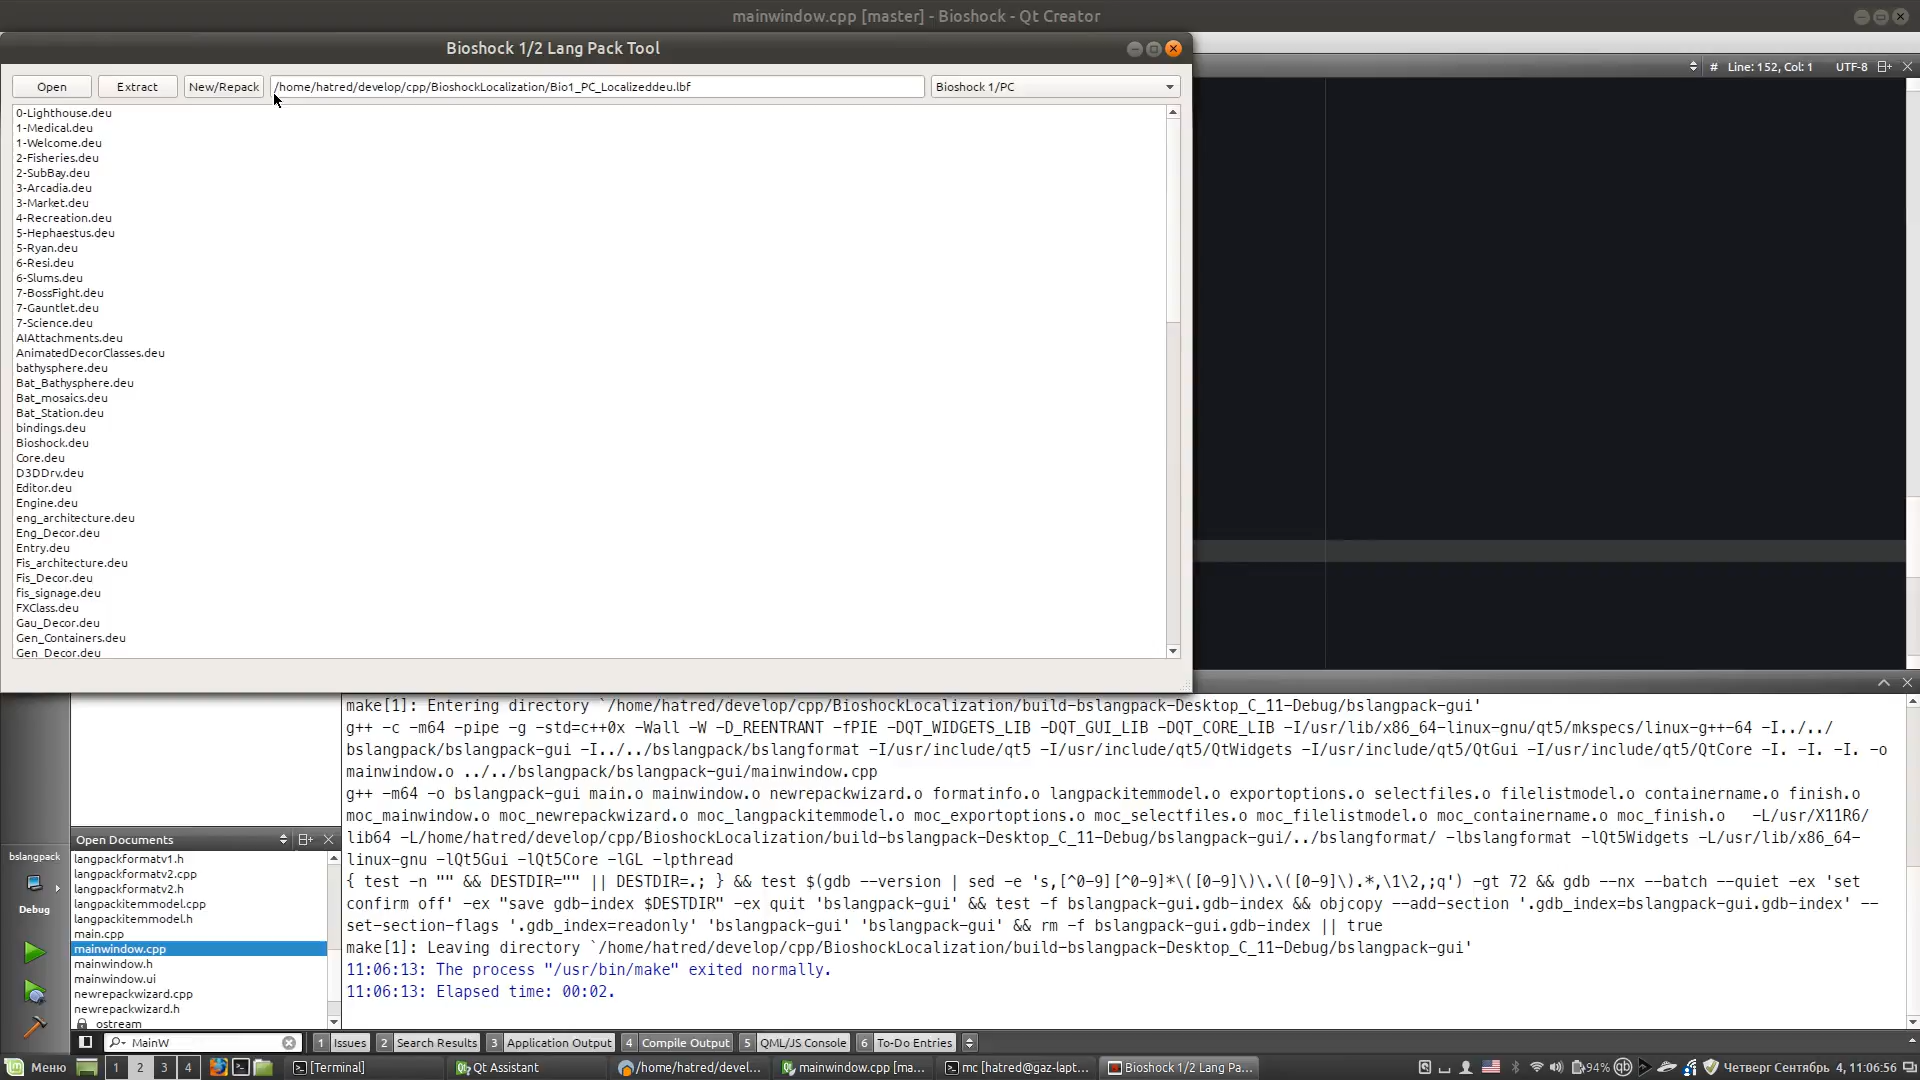 mainwindow.cpp [master] - Bioshock - Qt Creator
Bioshock 1/2 Lang Pack Tool
Line: 152, Col: 1 UTF-8
Open Extract New/Repack /home/hatred/develop/cpp/BioshockLocalization/Bio1_PC_Localizeddeu.lbf Bioshock 1/PC
0-Lighthouse.deu
1-Medical.deu
1-Welcome.deu
2-Fisheries.deu
2-SubBay.deu
3-Arcadia.deu
3-Market.deu
4-Recreation.deu
5-Hephaestus.deu
5-Ryan.deu
6-Resi.deu
6-Slums.deu
7-BossFight.deu
7-Gauntlet.deu
7-Science.deu
AIAttachments.deu
AnimatedDecorClasses.deu
bathysphere.deu
Bat_Bathysphere.deu
Bat_mosaics.deu
Bat_Station.deu
bindings.deu
Bioshock.deu
Core.deu
D3DDrv.deu
Editor.deu
Engine.deu
eng_architecture.deu
Eng_Decor.deu
Entry.deu
Fis_architecture.deu
Fis_Decor.deu
fis_signage.deu
FXClass.deu
Gau_Decor.deu
Gen_Containers.deu
Gen_Decor.deu
make[1]: Entering directory `/home/hatred/develop/cpp/BioshockLocalization/build-bslangpack-Desktop_C_11-Debug/bslangpack-gui'
g++ -c -m64 -pipe -g -std=c++0x -Wall -W -D_REENTRANT -fPIE -DQT_WIDGETS_LIB -DQT_GUI_LIB -DQT_CORE_LIB -I/usr/lib/x86_64-linux-gnu/qt5/mkspecs/linux-g++-64 -I../../
bslangpack/bslangpack-gui -I../../bslangpack/bslangformat -I/usr/include/qt5 -I/usr/include/qt5/QtWidgets -I/usr/include/qt5/QtGui -I/usr/include/qt5/QtCore -I. -I. -I. -o
mainwindow.o ../../bslangpack/bslangpack-gui/mainwindow.cpp
g++ -m64 -o bslangpack-gui main.o mainwindow.o newrepackwizard.o formatinfo.o langpackitemmodel.o exportoptions.o selectfiles.o filelistmodel.o containername.o finish.o
moc_mainwindow.o moc_newrepackwizard.o moc_langpackitemmodel.o moc_exportoptions.o moc_selectfiles.o moc_filelistmodel.o moc_containername.o moc_finish.o -L/usr/X11R6/
lib64 -L/home/hatred/develop/cpp/BioshockLocalization/build-bslangpack-Desktop_C_11-Debug/bslangpack-gui/../bslangformat/ -lbslangformat -lQt5Widgets -L/usr/lib/x86_64-
linux-gnu -lQt5Gui -lQt5Core -lGL -lpthread
{ test -n "" && DESTDIR="" || DESTDIR=.; } && test $(gdb --version | sed -e 's,[^0-9][^0-9]*\([0-9]\)\.\([0-9]\).*,\1\2,;q') -gt 72 && gdb --nx --batch --quiet -ex 'set
confirm off' -ex "save gdb-index $DESTDIR" -ex quit 'bslangpack-gui' && test -f bslangpack-gui.gdb-index && objcopy --add-section '.gdb_index=bslangpack-gui.gdb-index' --
set-section-flags '.gdb_index=readonly' 'bslangpack-gui' 'bslangpack-gui' && rm -f bslangpack-gui.gdb-index || true
make[1]: Leaving directory `/home/hatred/develop/cpp/BioshockLocalization/build-bslangpack-Desktop_C_11-Debug/bslangpack-gui'
11:06:13: The process "/usr/bin/make" exited normally.
11:06:13: Elapsed time: 00:02.
bslangpack
Debug
Open Documents
langpackformatv1.h
langpackformatv2.cpp
langpackformatv2.h
langpackitemmodel.cpp
langpackitemmodel.h
main.cpp
mainwindow.cpp
mainwindow.h
mainwindow.ui
newrepackwizard.cpp
newrepackwizard.h
ostream
MainW
1 Issues 2 Search Results 3 Application Output 4 Compile Output 5 QML/JS Console 6 To-Do Entries
Меню 1 2 3 4 [Terminal] Qt Assistant /home/hatred/devel... mainwindow.cpp [ma... mc [hatred@gaz-lapt... Bioshock 1/2 Lang Pa... 94% Четверг Сентябрь 4, 11:06:56